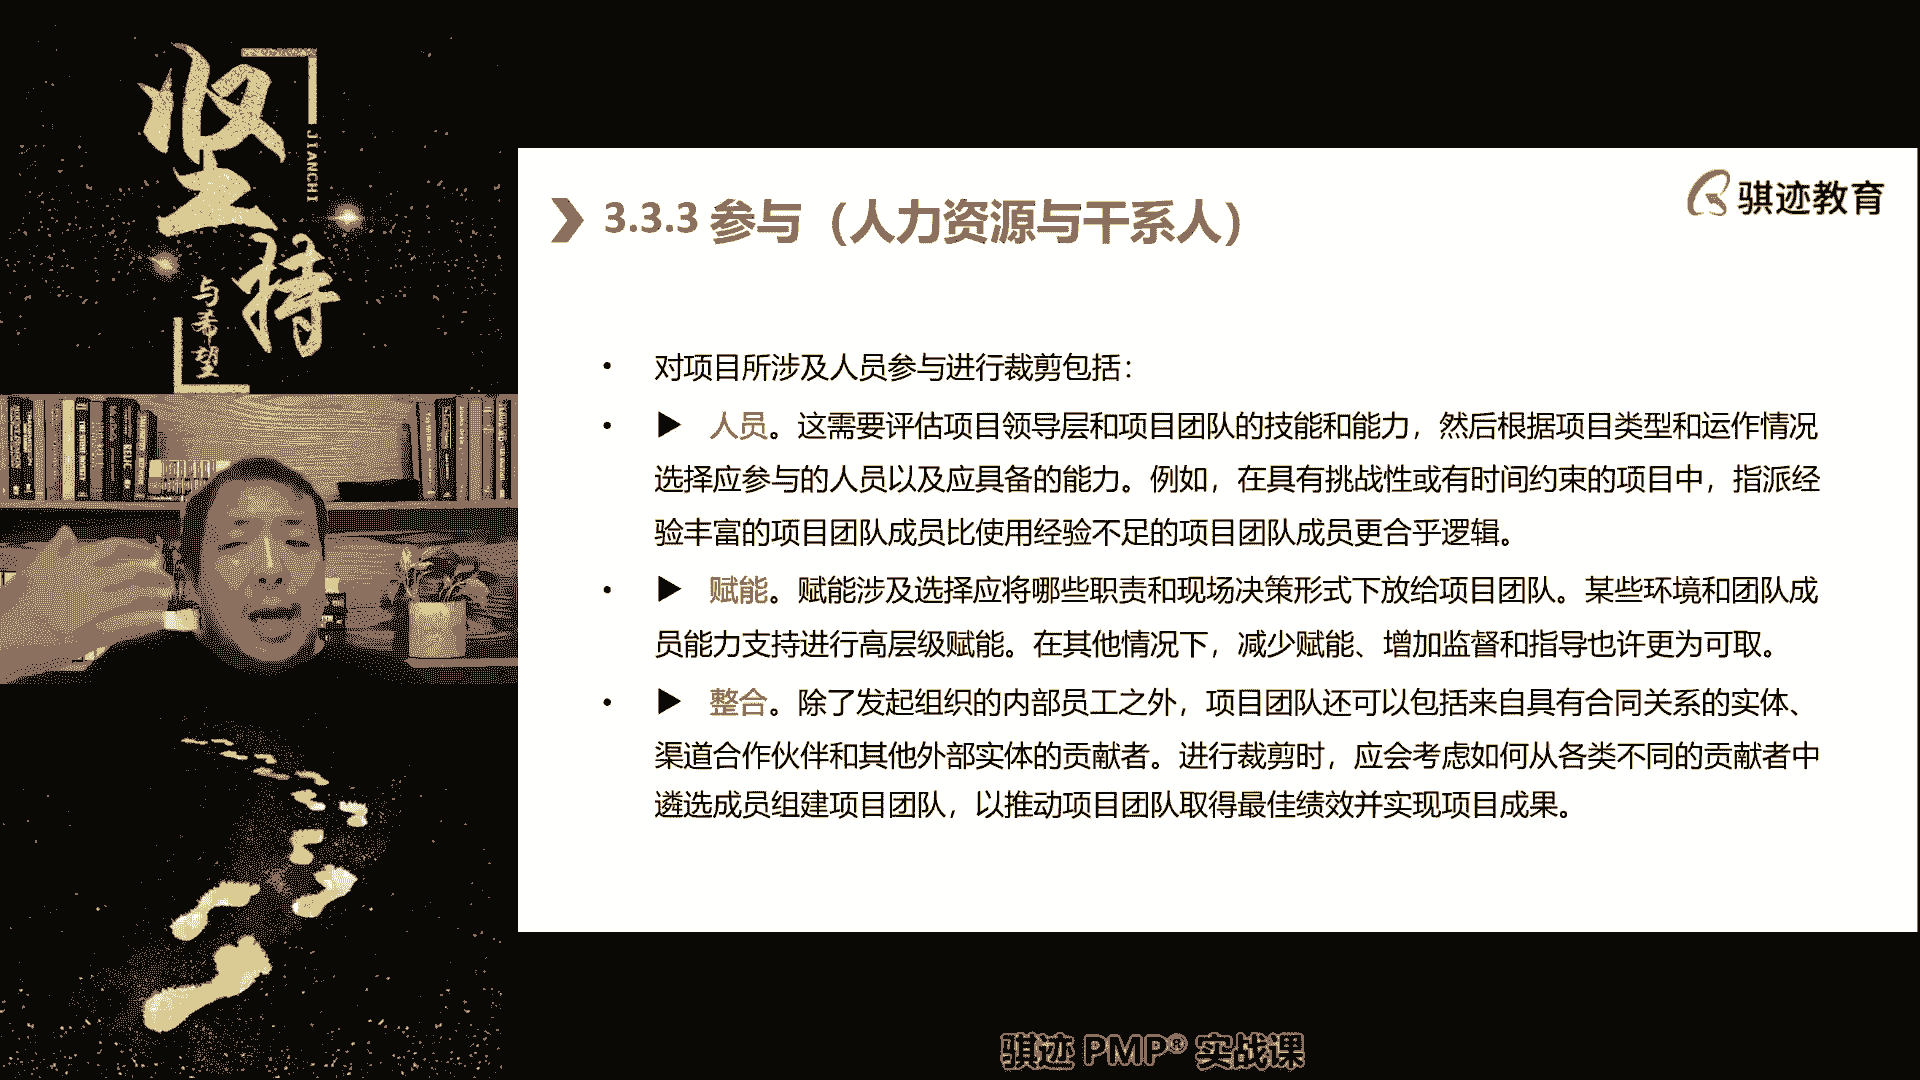 坚持
JIANCHI
与希望
骐迹教育
3.3.3 参与（人力资源与干系人）
• 对项目所涉及人员参与进行裁剪包括：
• ▶ 人员。这需要评估项目领导层和项目团队的技能和能力，然后根据项目类型和运作情况
选择应参与的人员以及应具备的能力。例如，在具有挑战性或有时间约束的项目中，指派经
验丰富的项目团队成员比使用经验不足的项目团队成员更合乎逻辑。
• ▶ 赋能。赋能涉及选择应将哪些职责和现场决策形式下放给项目团队。某些环境和团队成
员能力支持进行高层级赋能。在其他情况下，减少赋能、增加监督和指导也许更为可取。
• ▶ 整合。除了发起组织的内部员工之外，项目团队还可以包括来自具有合同关系的实体、
渠道合作伙伴和其他外部实体的贡献者。进行裁剪时，应会考虑如何从各类不同的贡献者中
遴选成员组建项目团队，以推动项目团队取得最佳绩效并实现项目成果。
骐迹 PMP® 实战课